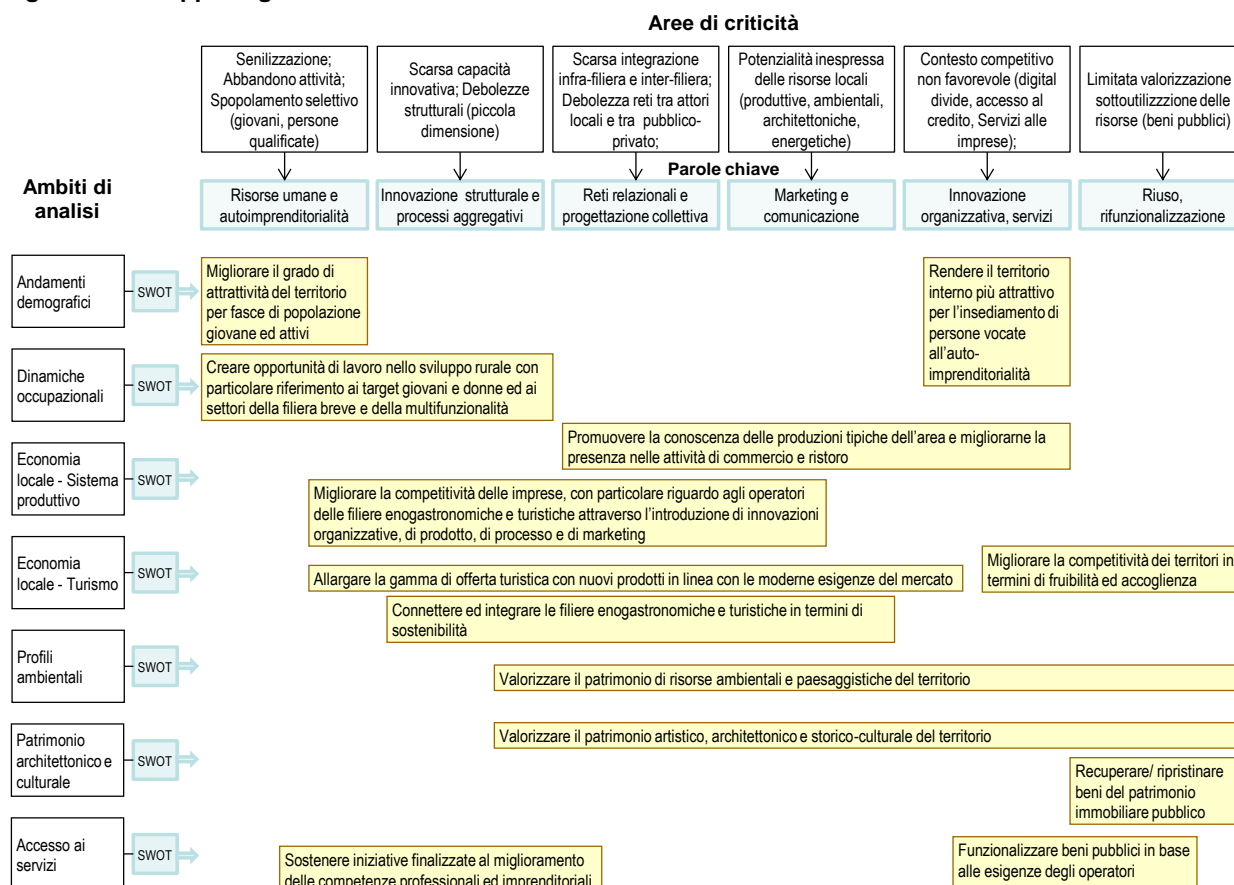 Aree di criticità
Senilizzazione;
Abbandono attività;
Spopolamento selettivo
(giovani, persone
qualificate)
Scarsa capacità
innovativa; Debolezze
strutturali (piccola
dimensione)
Scarsa integrazione
infra-filiera e inter-filiera;
Debolezza reti tra attori
locali e tra pubblico-
privato;
Potenzialità inespressa
delle risorse locali
(produttive, ambientali,
architettoniche,
energetiche)
Contesto competitivo
non favorevole (digital
divide, accesso al
credito, Servizi alle
imprese);
Limitata valorizzazione
sottoutilizzzione delle
risorse (beni pubblici)
Parole chiave
Ambiti di
analisi
Risorse umane e
autoimprenditorialità
Innovazione strutturale e
processi aggregativi
Reti relazionali e
progettazione collettiva
Marketing e
comunicazione
Innovazione
organizzativa, servizi
Riuso,
rifunzionalizzazione
Andamenti
demografici
SWOT
Migliorare il grado di
attrattività del territorio
per fasce di popolazione
giovane ed attivi
Rendere il territorio
interno più attrattivo
per l'insediamento di
persone vocate
all'auto-
imprenditorialità
Dinamiche
occupazionali
SWOT
Creare opportunità di lavoro nello sviluppo rurale con
particolare riferimento ai target giovani e donne ed ai
settori della filiera breve e della multifunzionalità
Promuovere la conoscenza delle produzioni tipiche dell'area e migliorarne la
presenza nelle attività di commercio e ristoro
Economia
locale - Sistema
produttivo
SWOT
Migliorare la competitività delle imprese, con particolare riguardo agli operatori
delle filiere enogastronomiche e turistiche attraverso l'introduzione di innovazioni
organizzative, di prodotto, di processo e di marketing
Economia
locale - Turismo
SWOT
Migliorare la competitività dei territori in
termini di fruibilità ed accoglienza
Allargare la gamma di offerta turistica con nuovi prodotti in linea con le moderne esigenze del mercato
Connettere ed integrare le filiere enogastronomiche e turistiche in termini di
sostenibilità
Profili
ambientali
SWOT
Valorizzare il patrimonio di risorse ambientali e paesaggistiche del territorio
Patrimonio
architettonico e
culturale
SWOT
Valorizzare il patrimonio artistico, architettonico e storico-culturale del territorio
Recuperare/ ripristinare
beni del patrimonio
immobiliare pubblico
Accesso ai
servizi
SWOT
Sostenere iniziative finalizzate al miglioramento
delle competenze professionali ed imprenditoriali
Funzionalizzare beni pubblici in base
alle esigenze degli operatori